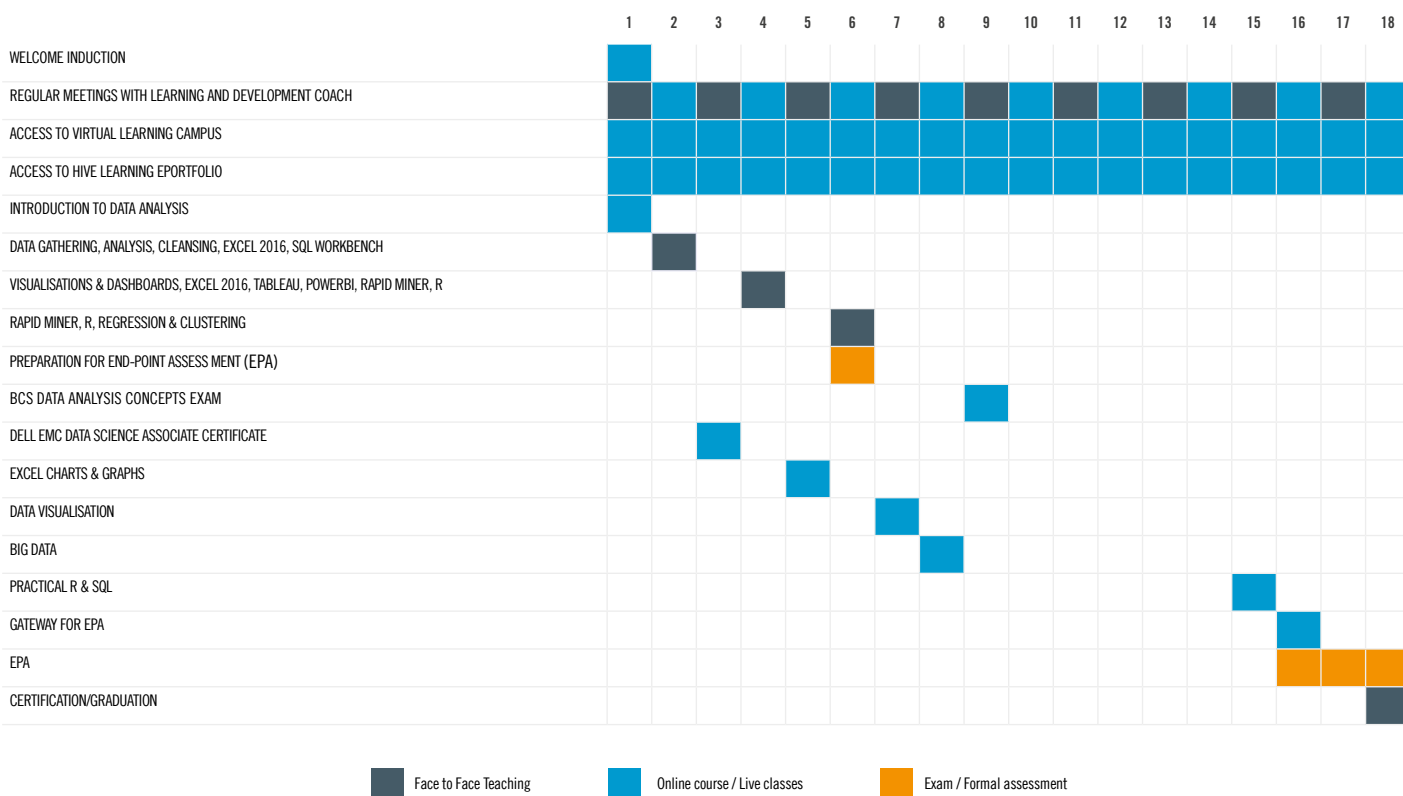 1 2 3 4 5 6 7 8 9 10 11 12 13 14 15 16 17 18
WELCOME INDUCTION
REGULAR MEETINGS WITH LEARNING AND DEVELOPMENT COACH
ACCESS TO VIRTUAL LEARNING CAMPUS
ACCESS TO HIVE LEARNING EPORTFOLIO
INTRODUCTION TO DATA ANALYSIS
DATA GATHERING, ANALYSIS, CLEANSING, EXCEL 2016, SQL WORKBENCH
VISUALISATIONS & DASHBOARDS, EXCEL 2016, TABLEAU, POWERBI, RAPID MINER, R
RAPID MINER, R, REGRESSION & CLUSTERING
PREPARATION FOR END-POINT ASSESS MENT (EPA)
BCS DATA ANALYSIS CONCEPTS EXAM
DELL EMC DATA SCIENCE ASSOCIATE CERTIFICATE
EXCEL CHARTS & GRAPHS
DATA VISUALISATION
BIG DATA
PRACTICAL R & SQL
GATEWAY FOR EPA
EPA
CERTIFICATION/GRADUATION
Face to Face Teaching Online course / Live classes Exam / Formal assessment